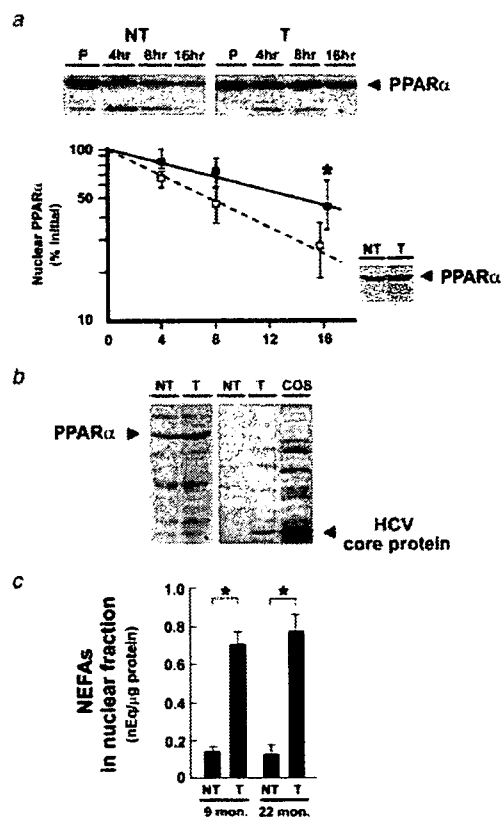 a
NT T
P 4hr 8hr 16hr P 4hr 8hr 16hr
PPARα
100
50
10
Nuclear PPARα
(% Initial)
*
0 4 8 16
NT T
PPARα
b
NT T NT T COS
PPARα
HCV
core protein
c
NEFAs
in nuclear fraction
(nEq/μg protein)
1.0
0.8
0.6
0.4
0.2
0
* *
NT T NT T
9 mon. 22 mon.